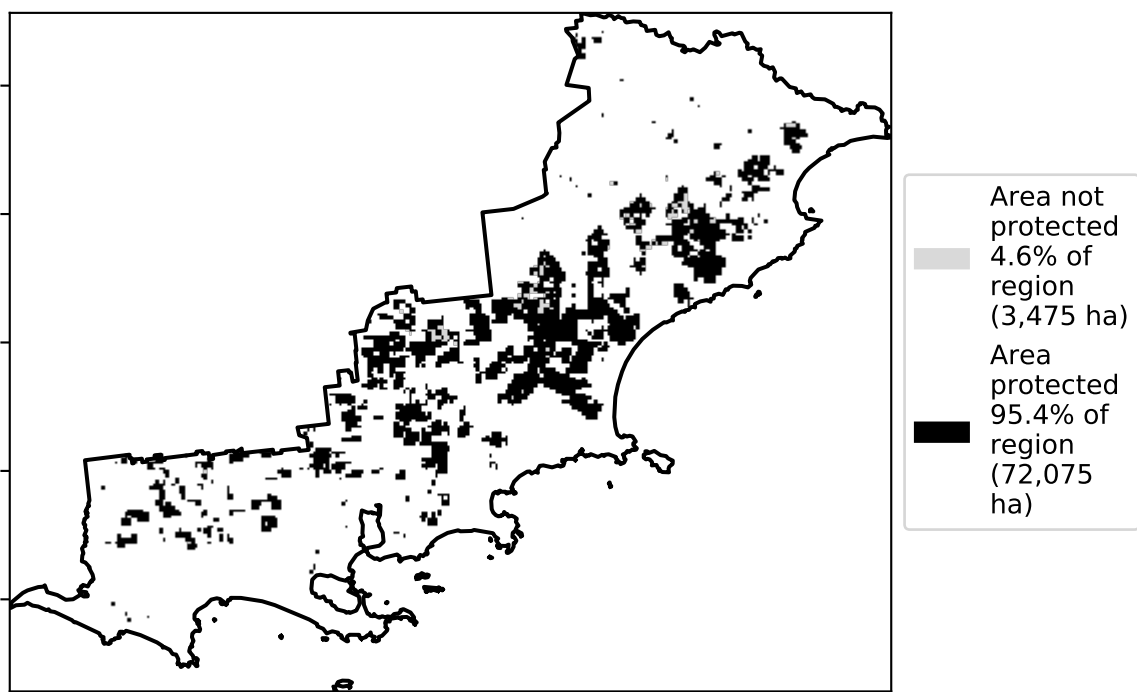 Area not
protected
4.6% of
region
(3,475 ha)
Area
protected
95.4% of
region
(72,075
ha)